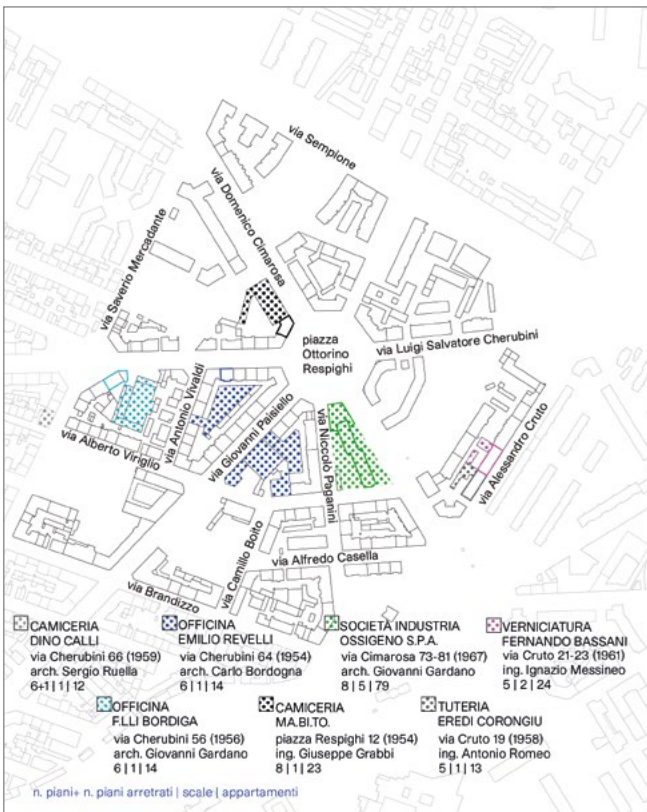 via Sempione
via Domenico Cimarosa
via Saverio Mercadante
piazza
Ottorino
Respighi
via Luigi Salvatore Cherubini
via Antonio Vivaldi
via Giovanni Paisiello
via Niccolò Paganini
via Alberto Viriglio
via Alessandro Cruto
via Camillo Boito
via Alfredo Casella
via Brandizzo
CAMICERIA
DINO CALLI
via Cherubini 66 (1959)
arch. Sergio Ruella
6+1 | 1 | 12
OFFICINA
EMILIO REVELLI
via Cherubini 64 (1954)
arch. Carlo Bordogna
6 | 1 | 14
SOCIETÀ INDUSTRIA
OSSIGENO S.P.A.
via Cimarosa 73-81 (1967)
arch. Giovanni Gardano
8 | 5 | 79
VERNICIATURA
FERNANDO BASSANI
via Cruto 21-23 (1961)
ing. Ignazio Messineo
5 | 2 | 24
OFFICINA
F.LLI BORDIGA
via Cherubini 56 (1956)
arch. Giovanni Gardano
6 | 1 | 14
CAMICERIA
MA.BI.TO.
piazza Respighi 12 (1954)
ing. Giuseppe Grabbi
8 | 1 | 23
TUTERIA
EREDI CORONGIU
via Cruto 19 (1958)
ing. Antonio Romeo
5 | 1 | 13
n. piani+ n. piani arretrati | scale | appartamenti